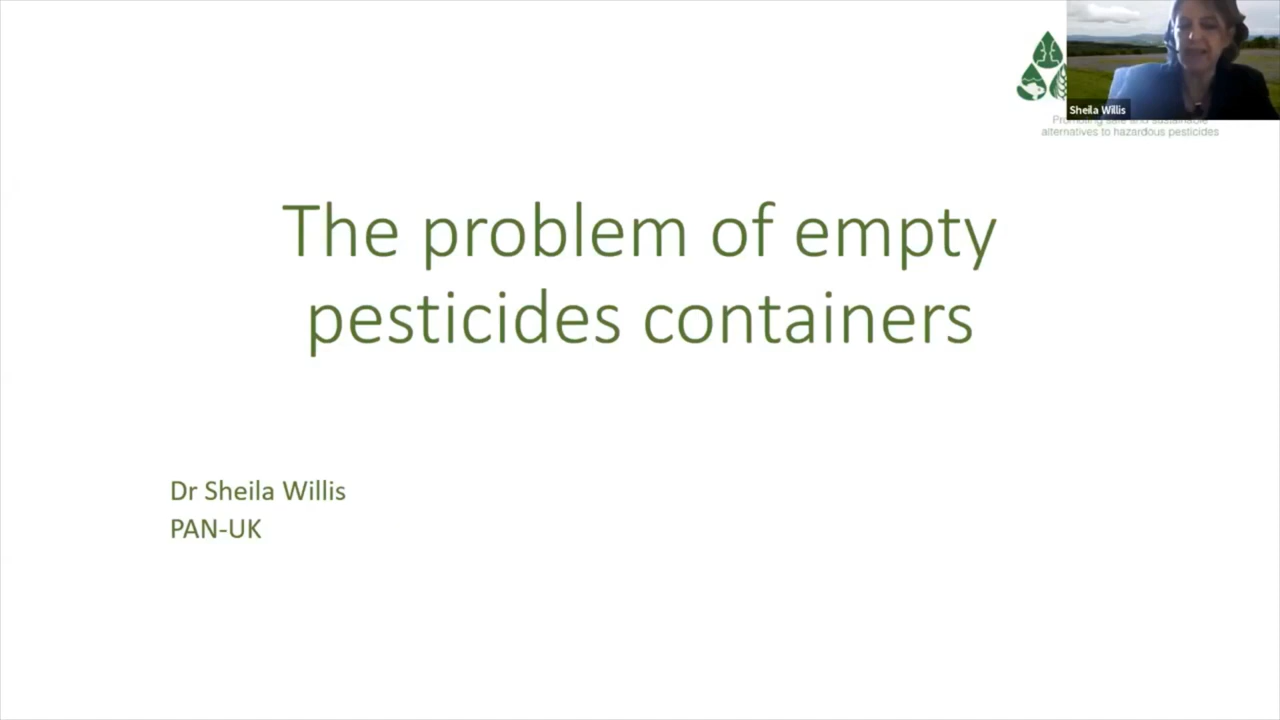 Sheila Willis
alternatives to hazardous pesticides
The problem of empty
pesticides containers
Dr Sheila Willis
PAN-UK